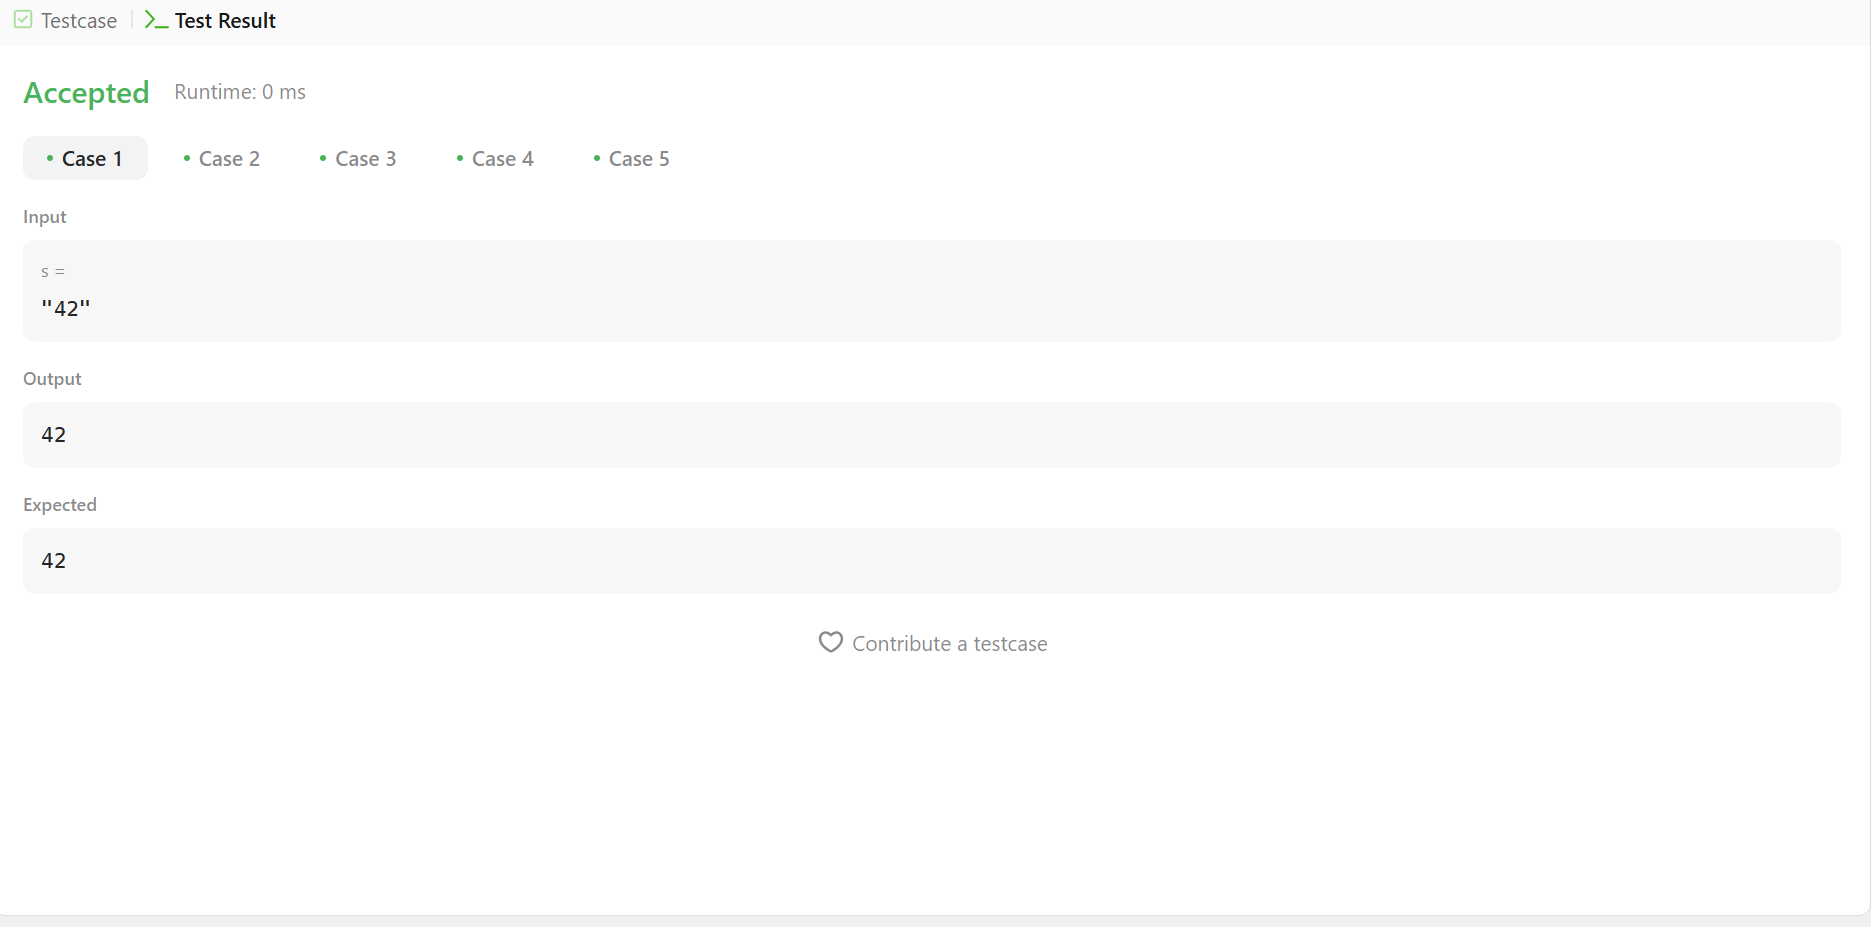 Testcase Test Result
Accepted Runtime: 0 ms
Case 1 Case 2 Case 3 Case 4 Case 5
Input
s =
"42"
Output
42
Expected
42
Contribute a testcase